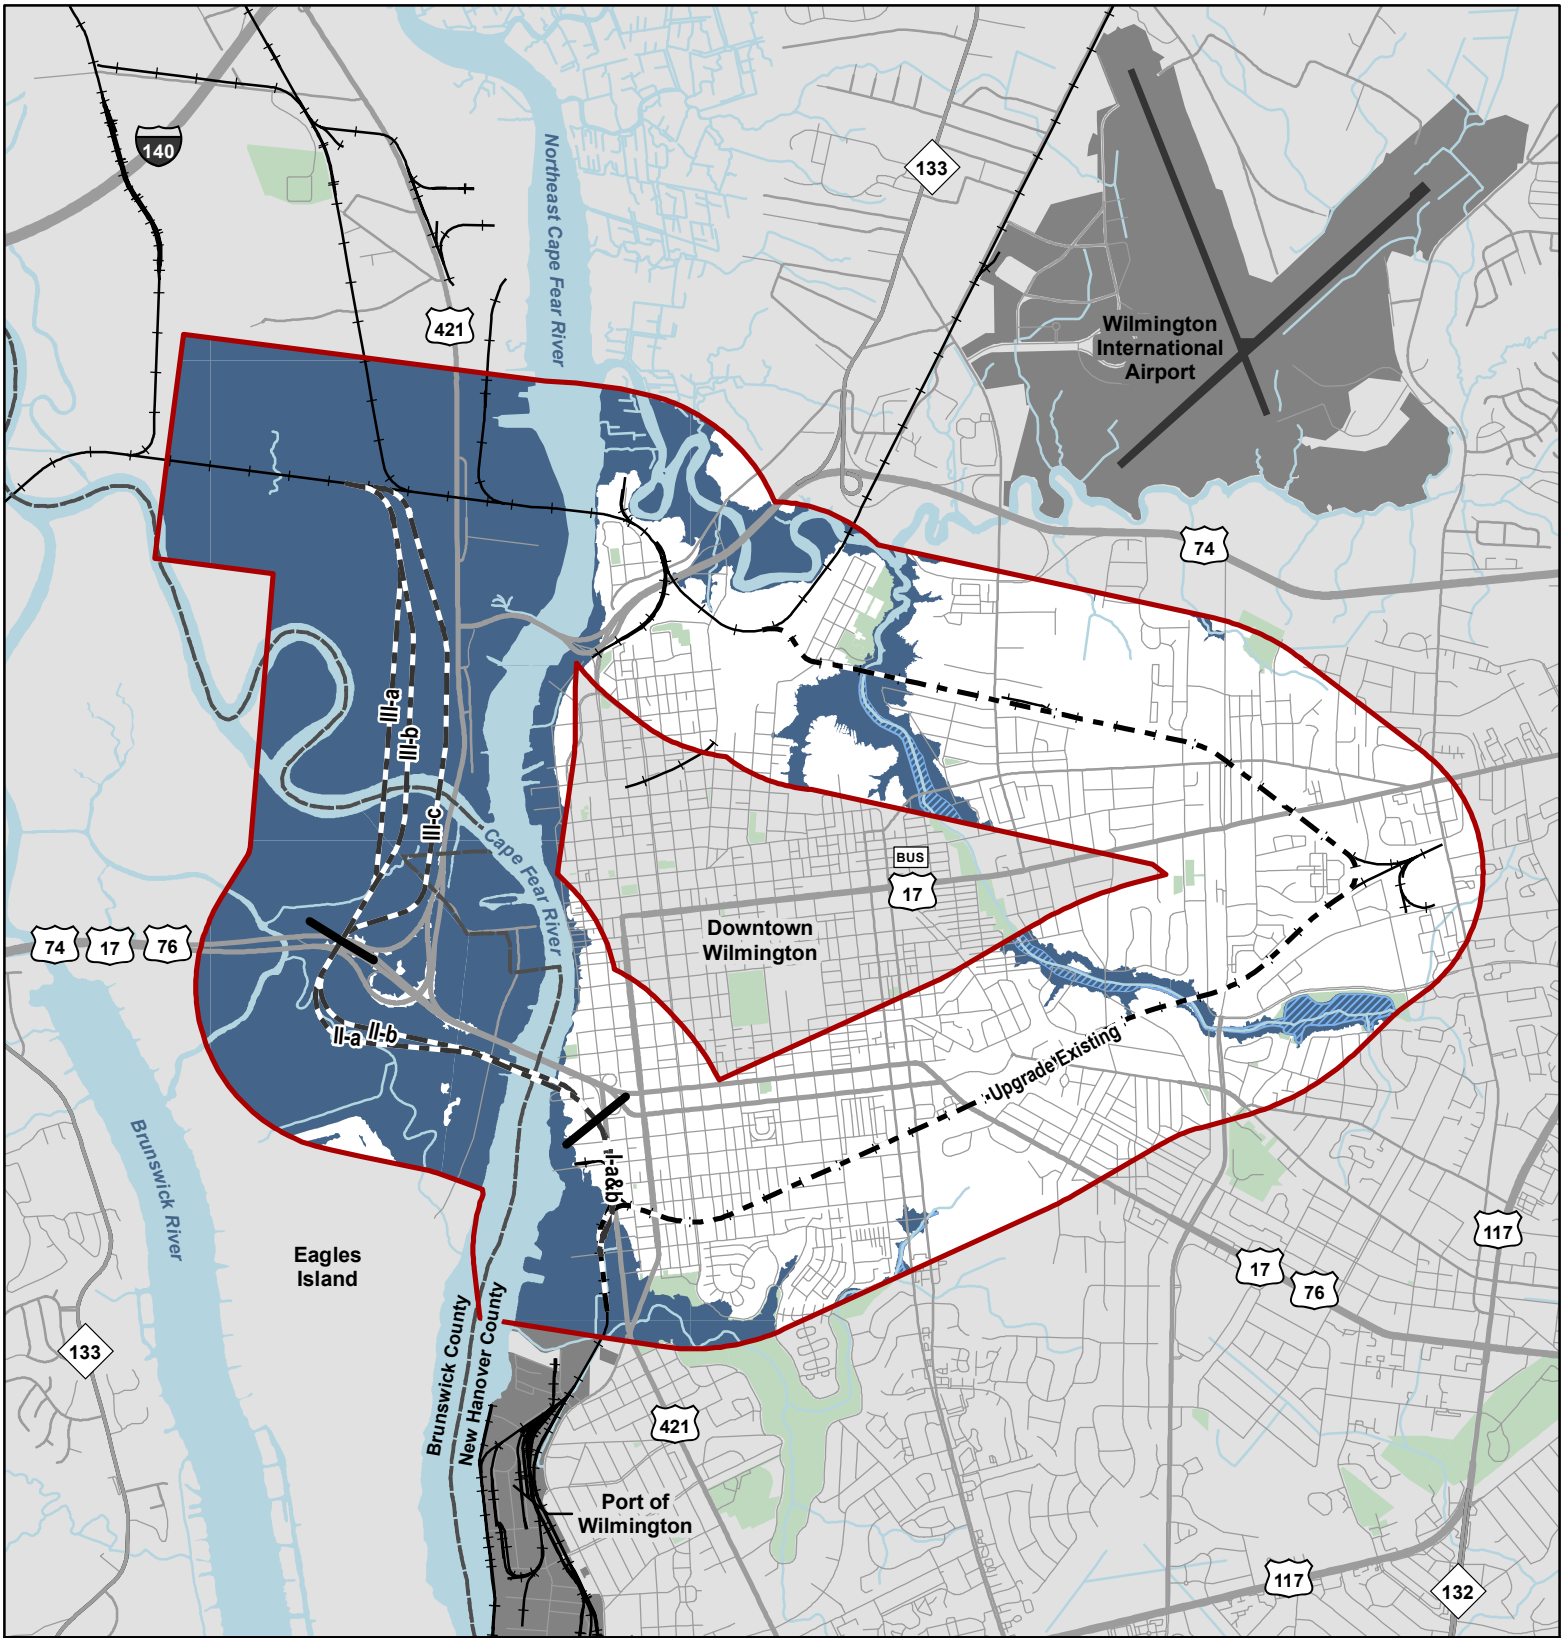 140
133
Northeast Cape Fear River
421
Wilmington
International
Airport
74
III-a
III-b
III-c
Cape Fear River
BUS
17
74
17
76
Downtown
Wilmington
II-a
II-b
Upgrade Existing
I-a&b
Brunswick River
Eagles
Island
117
17
76
Brunswick County
New Hanover County
133
421
Port of
Wilmington
117
132